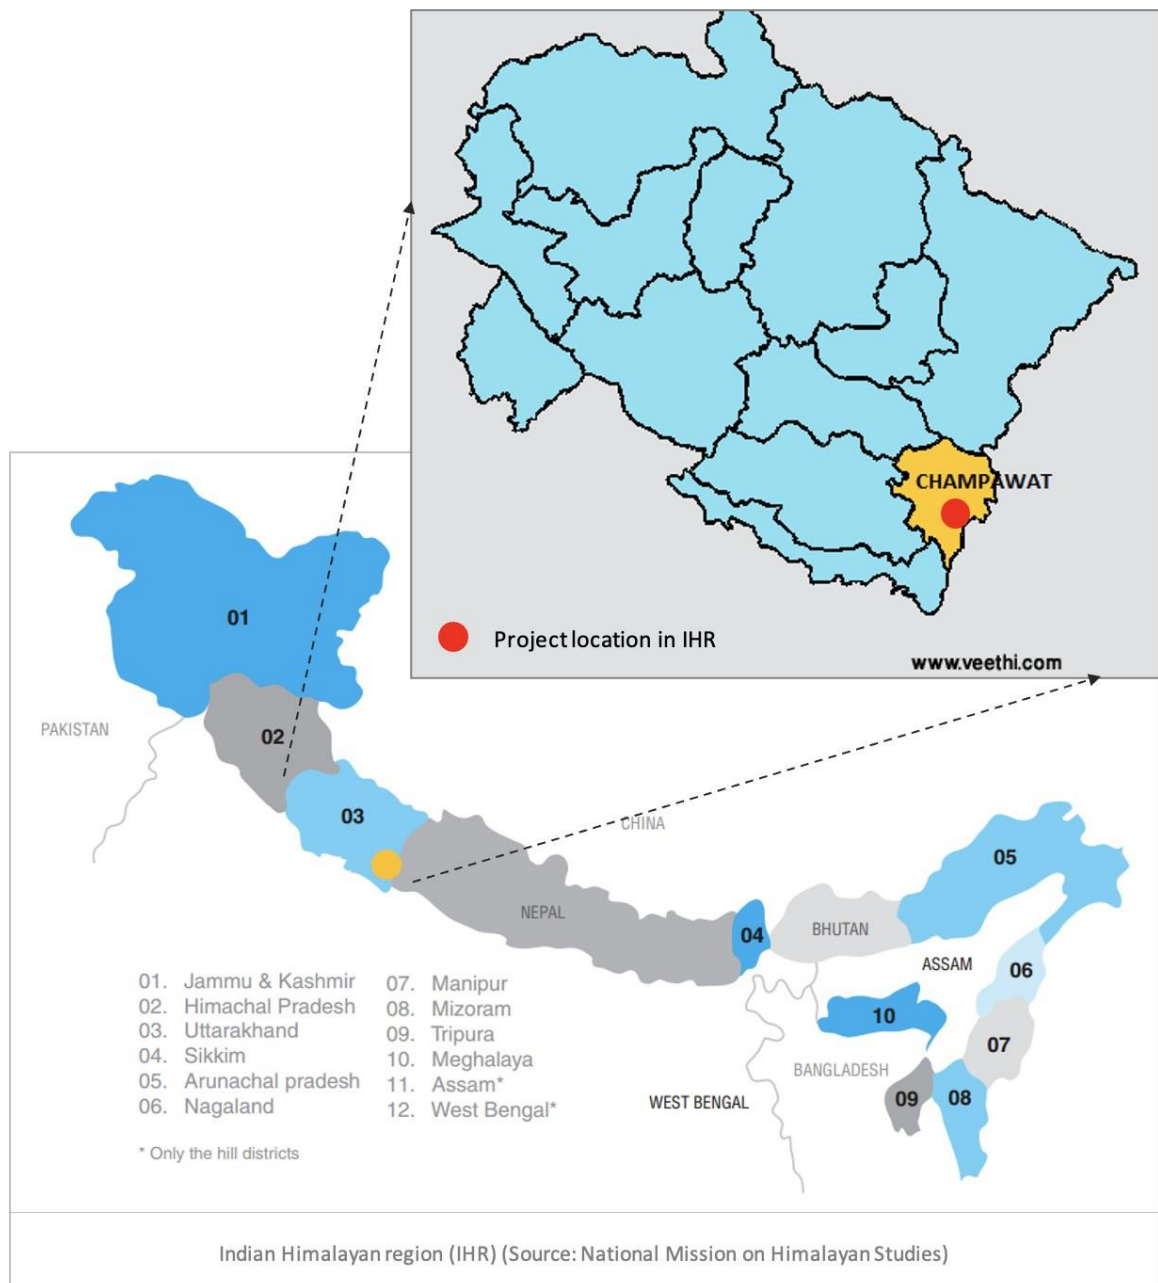 CHAMPAWAT
Project location in IHR
www.veethi.com
01
PAKISTAN
02
03
CHINA
NEPAL
04
BHUTAN
05
ASSAM
06
10
07
BANGLADESH
09
08
WEST BENGAL
01. Jammu & Kashmir
02. Himachal Pradesh
03. Uttarakhand
04. Sikkim
05. Arunachal pradesh
06. Nagaland
07. Manipur
08. Mizoram
09. Tripura
10. Meghalaya
11. Assam*
12. West Bengal*
* Only the hill districts
Indian Himalayan region (IHR) (Source: National Mission on Himalayan Studies)